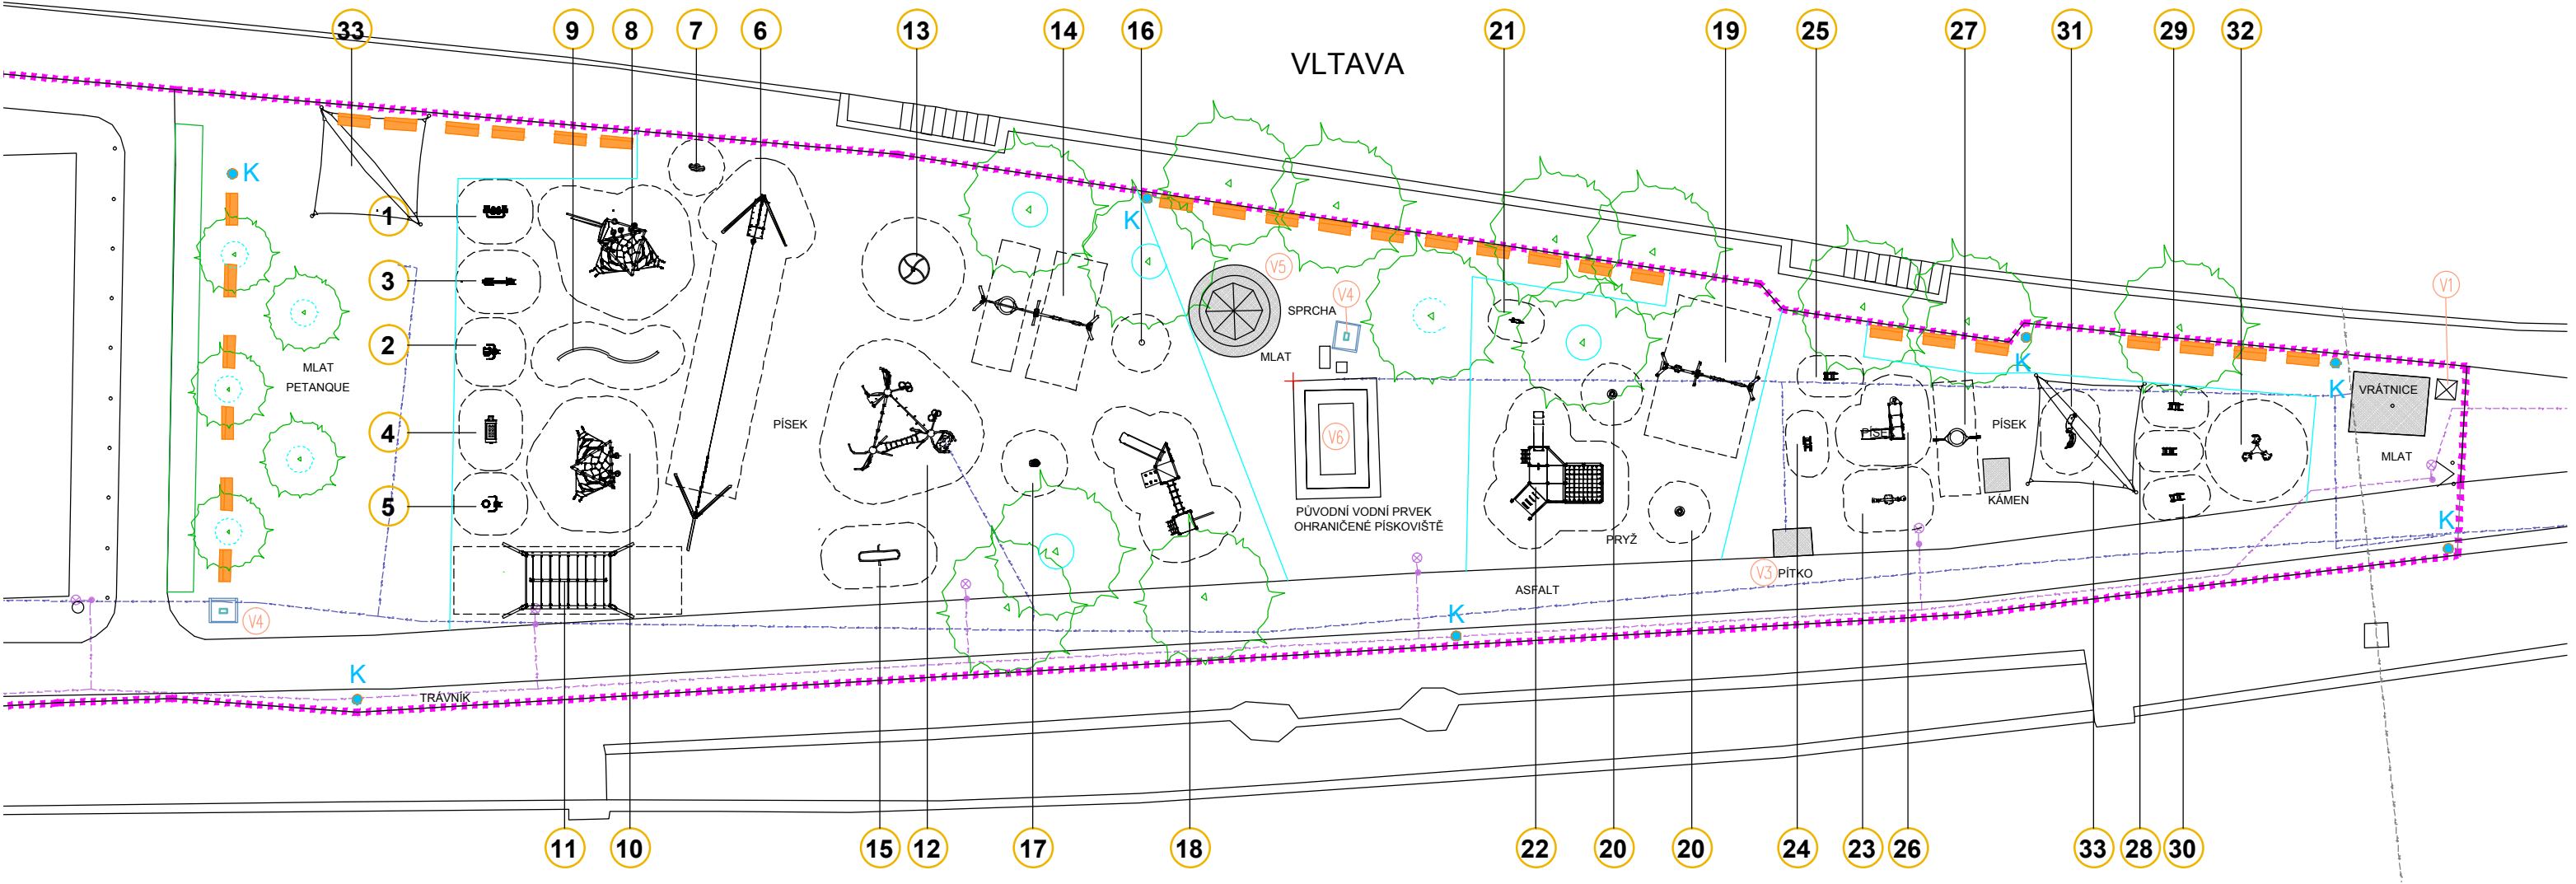 33
9
8
7
6
13
14
16
VLTAVA
21
19
25
27
31
29
32
K
1
K
V5
V4
V1
3
SPRCHA
2
MLAT
K
K
MLAT
PETANQUE
VRÁTNICE
4
PÍSEK
V6
PÍSE
PÍSEK
MLAT
5
KÁMEN
PŮVODNÍ VODNÍ PRVEK
OHRANIČENÉ PÍSKOVIŠTĚ
K
PRYŽ
V3
PÍTKO
ASFALT
V4
K
K
TRÁVNÍK
11
10
15
12
17
18
22
20
20
24
23
26
33
28
30